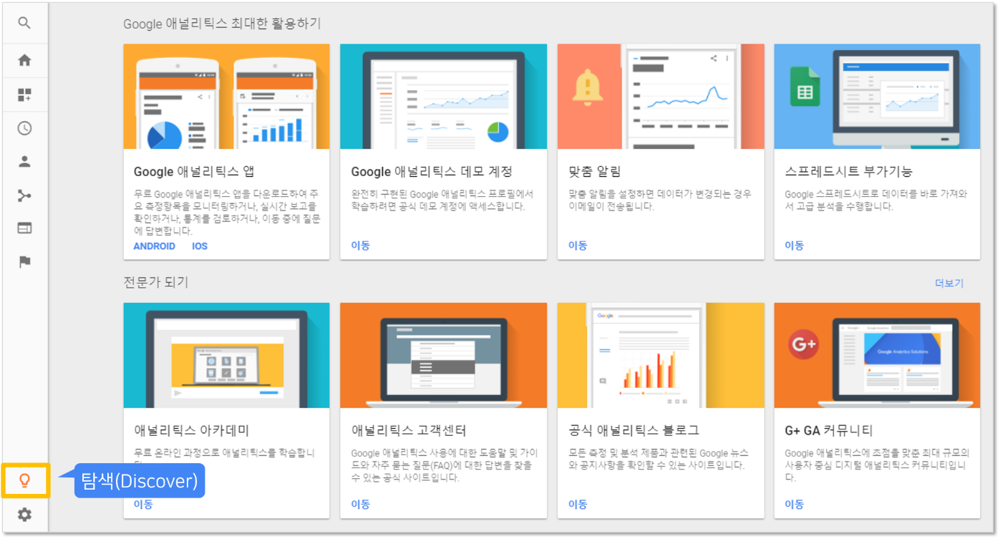 Google 애널리틱스 최대한 활용하기
Google 애널리틱스 앱
무료 Google 애널리틱스 앱을 다운로드하여 주
요 측정항목을 모니터링하거나, 실시간 보고를
확인하거나, 통계를 검토하거나, 이동 중에 질문
에 답변합니다.
ANDROID IOS
Google 애널리틱스 데모 계정
완전히 구현된 Google 애널리틱스 프로필에서
학습하려면 공식 데모 계정에 액세스합니다.
이동
맞춤 알림
맞춤 알림을 설정하면 데이터가 변경되는 경우
이메일이 전송됩니다.
이동
스프레드시트 부가기능
Google 스프레드시트로 데이터를 바로 가져와
서 고급 분석을 수행합니다.
이동
전문가 되기
더보기
애널리틱스 아카데미
무료 온라인 과정으로 애널리틱스를 학습합니
이동
Google
애널리틱스 고객센터
Google 애널리틱스 사용에 대한 도움말 및 가이
드와 자주 묻는 질문(FAQ)에 대한 답변을 찾을
수 있는 공식 사이트입니다.
이동
공식 애널리틱스 블로그
모든 측정 및 분석 제품과 관련된 Google 뉴스
와 공지사항을 확인할 수 있는 사이트입니다.
이동
G+
Google Analytics Solutions
G+ GA 커뮤니티
Google 애널리틱스에 초점을 맞춘 최대 규모의
사용자 중심 디지털 애널리틱스 커뮤니티입니
다.
이동
탐색(Discover)